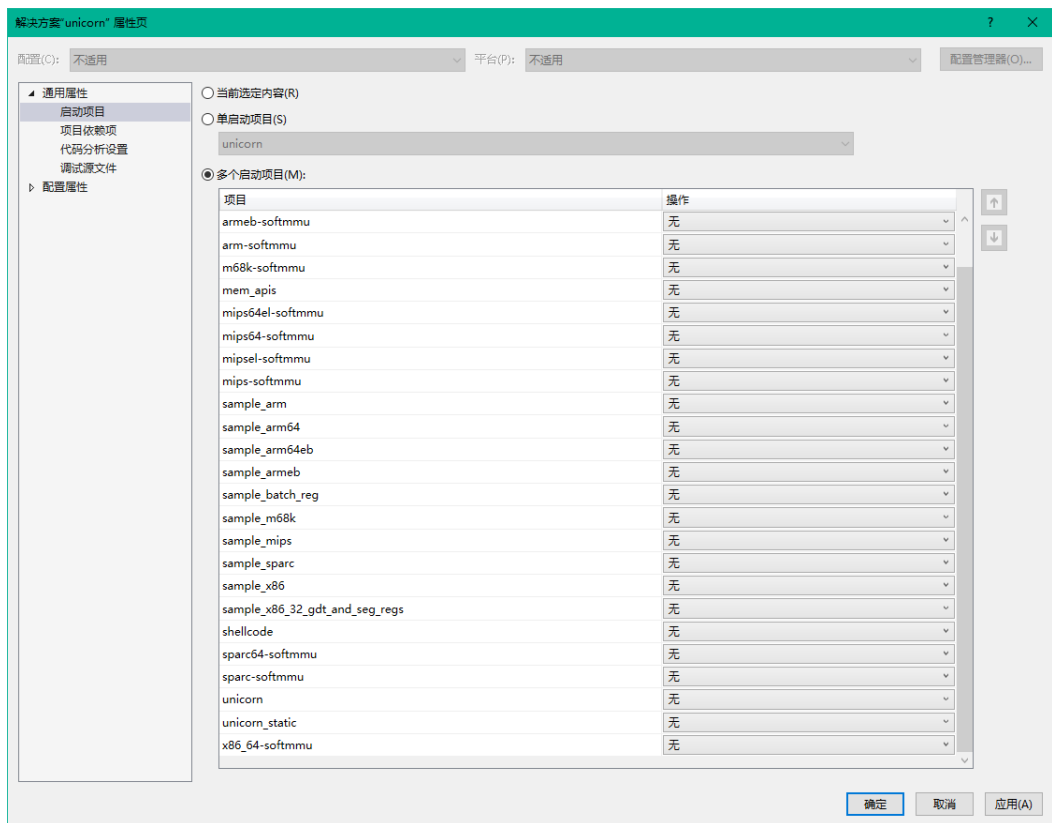 解决方案"unicorn" 属性页
? ×
配置(C): 不适用 平台(P): 不适用 配置管理器(O)...
通用属性
启动项目
项目依赖项
代码分析设置
调试源文件
配置属性
当前选定内容(R)
单启动项目(S)
unicorn
多个启动项目(M):
项目 操作
armeb-softmmu 无
arm-softmmu 无
m68k-softmmu 无
mem_apis 无
mips64el-softmmu 无
mips64-softmmu 无
mipsel-softmmu 无
mips-softmmu 无
sample_arm 无
sample_arm64 无
sample_arm64eb 无
sample_armeb 无
sample_batch_reg 无
sample_m68k 无
sample_mips 无
sample_sparc 无
sample_x86 无
sample_x86_32_gdt_and_seg_regs 无
shellcode 无
sparc64-softmmu 无
sparc-softmmu 无
unicorn 无
unicorn_static 无
x86_64-softmmu 无
确定 取消 应用(A)